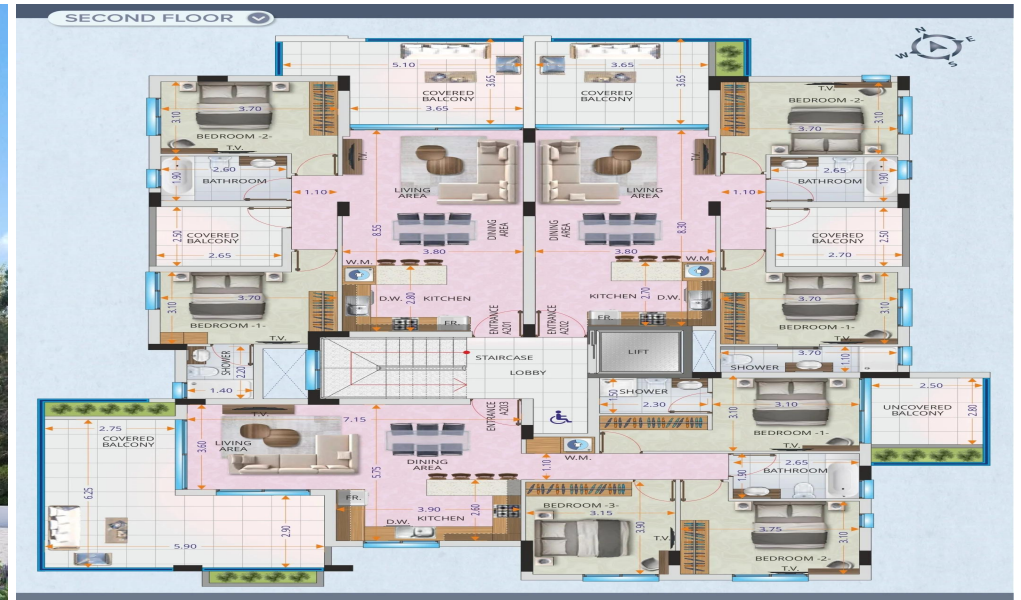 SECOND FLOOR
N
E
W
S
5.10
3.65
COVERED
BALCONY
3.65
3.65
COVERED
BALCONY
3.65
3.10
3.70
BEDROOM -2-
T.V.
T.V.
BEDROOM -2-
3.70
3.10
T.V.
LIVING
AREA
LIVING
AREA
T.V.
1.90
2.60
BATHROOM
1.10
1.10
2.65
BATHROOM
1.90
8.55
DINING
AREA
3.80
DINING
AREA
3.80
8.30
2.50
COVERED
BALCONY
2.65
COVERED
BALCONY
2.70
2.50
W.M.
2.80
D.W.
KITCHEN
FR.
ENTRANCE
A201
ENTRANCE
A202
W.M.
KITCHEN
2.70
D.W.
FR.
3.10
3.70
BEDROOM -1-
T.V.
3.70
BEDROOM -1-
3.10
STAIRCASE
LOBBY
LIFT
SHOWER
2.20
1.40
3.70
SHOWER
1.10
1.50
SHOWER
2.30
ENTRANCE
A203
3.10
3.10
BEDROOM -1-
T.V.
2.50
UNCOVERED
BALCONY
2.80
2.75
COVERED
BALCONY
6.25
5.90
2.90
T.V.
7.15
3.60
LIVING
AREA
5.75
DINING
AREA
1.10
W.M.
2.65
BATHROOM
1.90
FR.
3.90
2.60
D.W.
KITCHEN
BEDROOM -3-
3.15
3.90
T.V.
3.75
3.10
BEDROOM -2-
T.V.